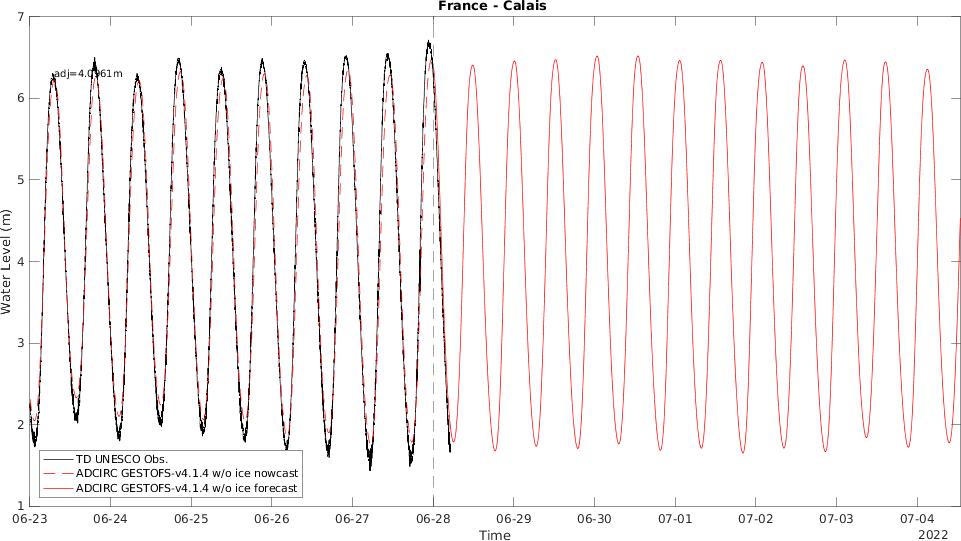 France - Calais
7
adj=4.0961m
6
5
4
3
2
1
Water Level (m)
TD UNESCO Obs.
ADCIRC GESTOFS-v4.1.4 w/o ice nowcast
ADCIRC GESTOFS-v4.1.4 w/o ice forecast
06-23 06-24 06-25 06-26 06-27 06-28 06-29 06-30 07-01 07-02 07-03 07-04
Time
2022